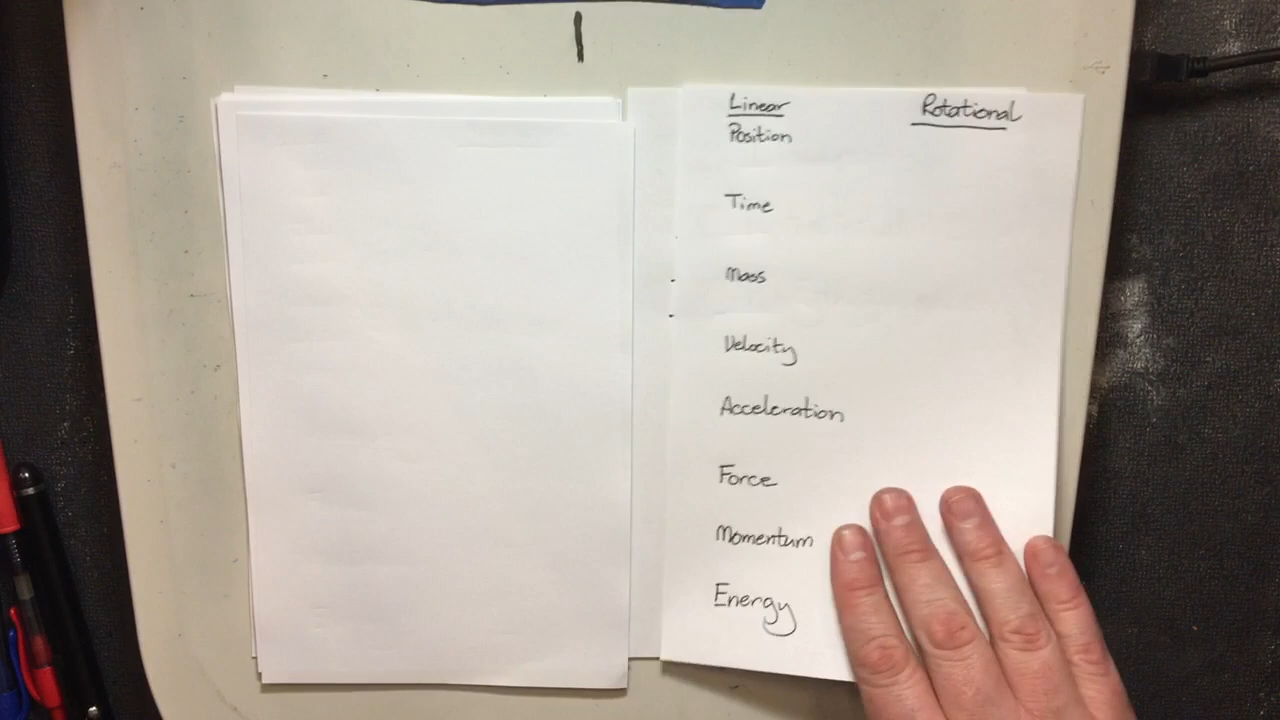 Linear Rotational
Position
Time
Mass
Velocity
Acceleration
Force
Momentum
Energy